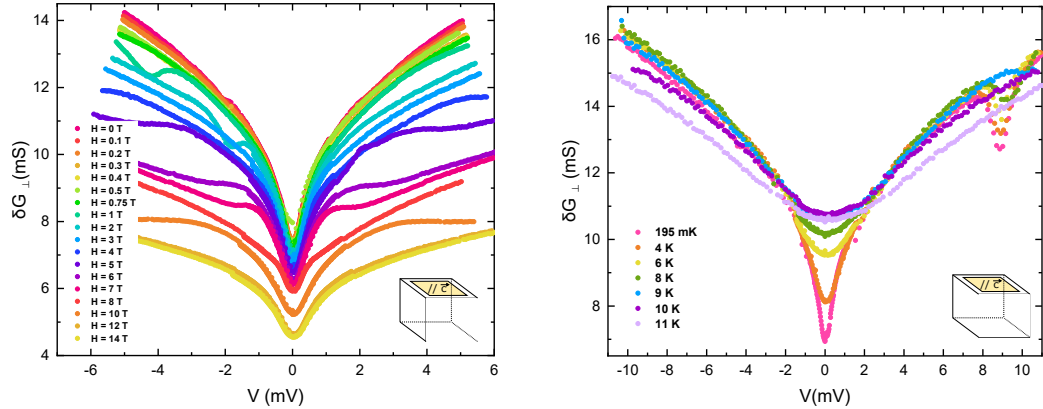 14
12
10
8
6
4
δG⊥(mS)
H = 0 T
H = 0.1 T
H = 0.2 T
H = 0.3 T
H = 0.4 T
H = 0.5 T
H = 0.75 T
H = 1 T
H = 2 T
H = 3 T
H = 4 T
H = 5 T
H = 6 T
H = 7 T
H = 8 T
H = 10 T
H = 12 T
H = 14 T
-6 -4 -2 0 2 4 6
V (mV)
16
14
12
10
8
δG⊥ (mS)
195 mK
4 K
6 K
8 K
9 K
10 K
11 K
-10 -8 -6 -4 -2 0 2 4 6 8 10
V(mV)